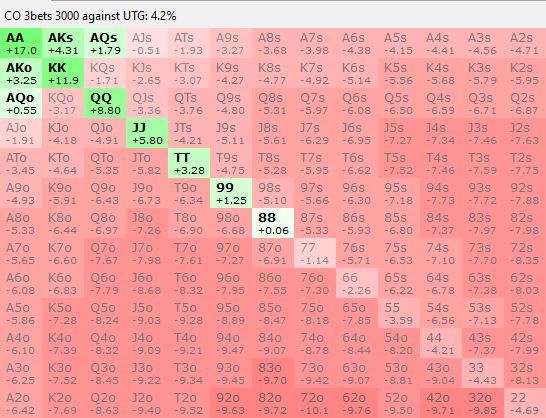 CO 3bets 3000 against UTG: 4.2%
AA AKs AQs AJs ATs A9s A8s A7s A6s A5s A4s A3s A2s
+17.0 +4.31 +1.79 -0.51 -1.93 -3.27 -3.68 -3.98 -4.38 -4.15 -4.41 -4.56 -4.71
AKo KK KQs KJs KTs K9s K8s K7s K6s K5s K4s K3s K2s
+3.25 +11.9 -1.71 -2.65 -3.07 -4.27 -4.77 -4.92 -5.14 -5.56 -5.68 -5.79 -5.95
AQo KQo QQ QJs QTs Q9s Q8s Q7s Q6s Q5s Q4s Q3s Q2s
+0.55 -3.17 +8.80 -3.36 -3.76 -4.80 -5.31 -5.97 -6.08 -6.50 -6.59 -6.71 -6.87
AJo KJo QJo JJ JTs J9s J8s J7s J6s J5s J4s J3s J2s
-1.91 -4.18 -4.91 +5.80 -4.21 -5.11 -5.61 -6.29 -6.95 -7.27 -7.34 -7.46 -7.63
ATo KTo QTo JTo TT T9s T8s T7s T6s T5s T4s T3s T2s
-3.45 -4.64 -5.35 -5.82 +3.28 -4.75 -5.28 -5.95 -6.62 -7.52 -7.46 -7.59 -7.75
A9o K9o Q9o J9o T9o 99 98s 97s 96s 95s 94s 93s 92s
-4.93 -5.91 -6.43 -6.73 -6.34 +1.25 -5.10 -5.66 -6.30 -7.18 -7.73 -7.72 -7.88
A8o K8o Q8o J8o T8o 98o 88 87s 86s 85s 84s 83s 82s
-5.33 -6.44 -6.97 -7.26 -6.90 -6.68 +0.06 -5.33 -5.93 -6.80 -7.37 -7.97 -7.98
A7o K7o Q7o J7o T7o 97o 87o 77 76s 75s 74s 73s 72s
-5.65 -6.60 -7.67 -7.98 -7.61 -7.27 -6.91 -1.14 -5.71 -6.53 -7.10 -7.70 -8.35
A6o K6o Q6o J6o T6o 96o 86o 76o 66 65s 64s 63s 62s
-6.08 -6.83 -7.79 -8.68 -8.32 -7.95 -7.55 -7.30 -2.26 -6.22 -6.78 -7.38 -8.03
A5o K5o Q5o J5o T5o 95o 85o 75o 65o 55 54s 53s 52s
-5.86 -7.28 -8.24 -9.03 -9.28 -8.89 -8.47 -8.18 -7.85 -3.59 -6.56 -7.13 -7.78
A4o K4o Q4o J4o T4o 94o 84o 74o 64o 54o 44 43s 42s
-6.10 -7.39 -8.32 -9.09 -9.21 -9.47 -9.07 -8.78 -8.44 -8.20 -4.21 -7.37 -7.99
A3o K3o Q3o J3o T3o 93o 83o 73o 63o 53o 43o 33 32s
-6.25 -7.52 -8.45 -9.22 -9.34 -9.45 -9.70 -9.42 -9.07 -8.81 -9.04 -4.43 -8.13
A2o K2o Q2o J2o T2o 92o 82o 72o 62o 52o 42o 32o 22
-6.42 -7.69 -8.63 -9.40 -9.52 -9.63 -9.72 -10.1 -9.76 -9.50 -9.71 -9.85 -4.69